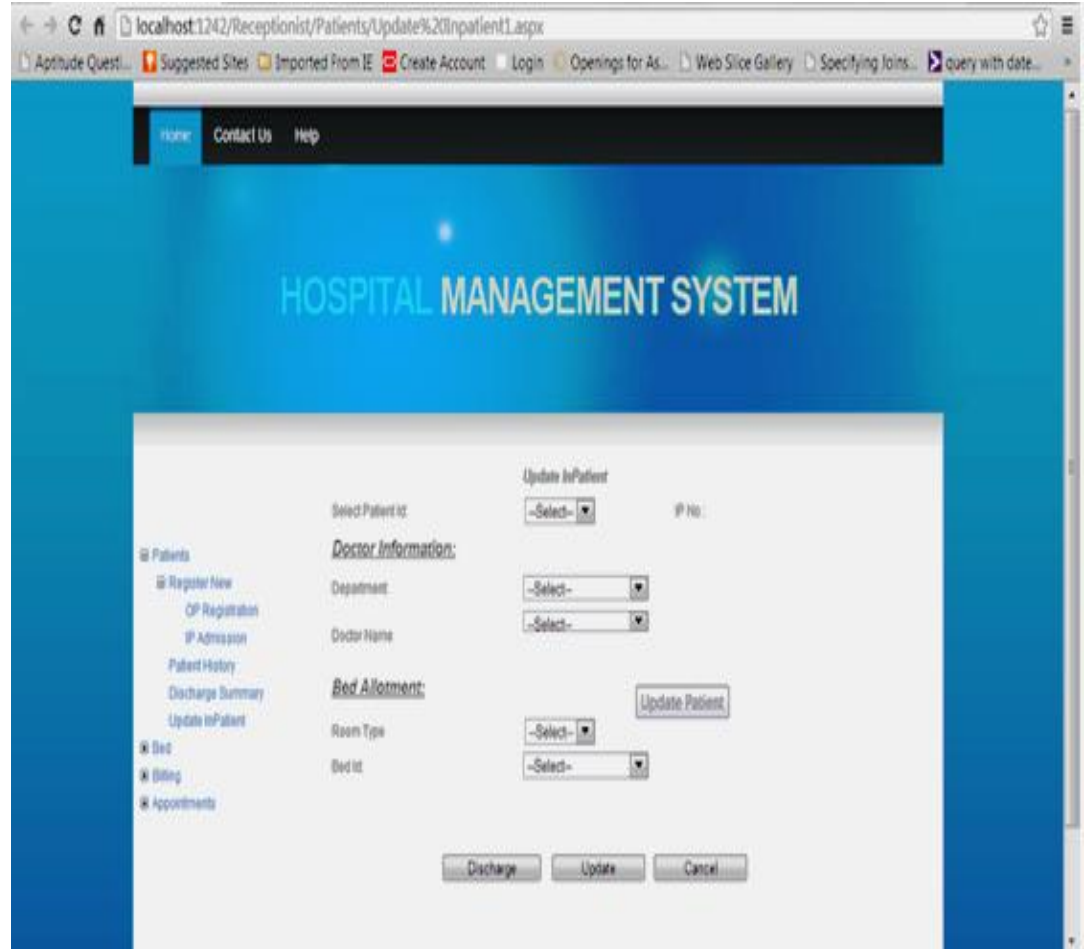 localhost:1242/Receptionist/Patients/Update%20Inpatient1.aspx
Aptitude Questi... Suggested Sites Imported From IE Create Account Login Openings for As... Web Slice Gallery Specifying Joins... query with date... »
Home Contact Us Help
HOSPITAL MANAGEMENT SYSTEM
Update InPatient
Select Patient Id: --Select-- IP No :
Doctor Information:
Department: --Select--
Doctor Name --Select--
Bed Allotment:
Update Patient
Room Type --Select--
Bed Id: --Select--
Discharge Update Cancel
Patients
Register New
OP Registration
IP Admission
Patient History
Discharge Summary
Update InPatient
Bed
Billing
Appointments